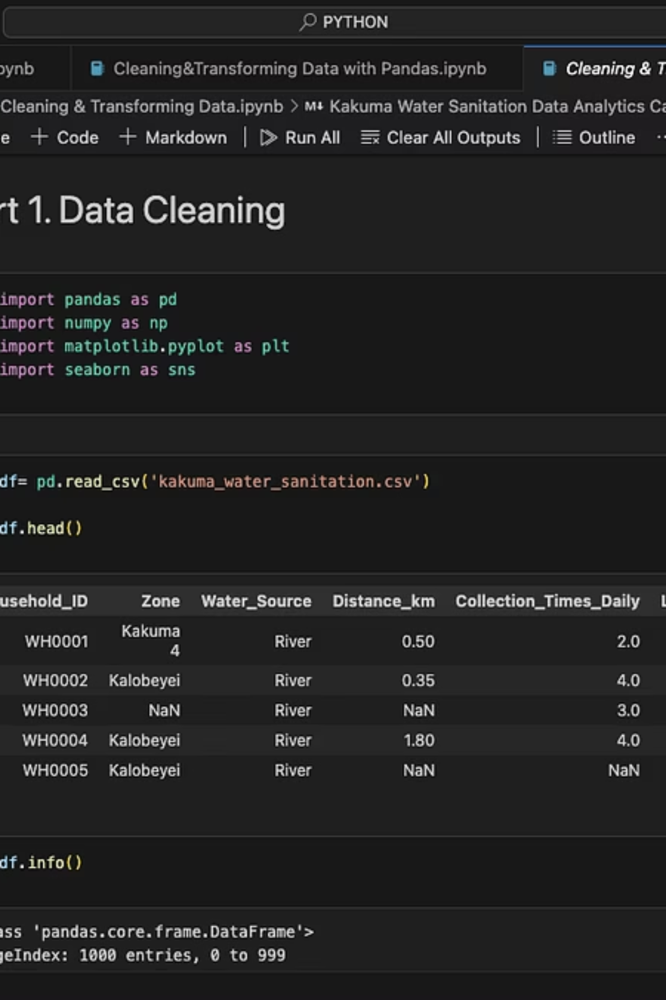 PYTHON
ynb Cleaning&Transforming Data with Pandas.ipynb Cleaning & T
Cleaning & Transforming Data.ipynb > M↓ Kakuma Water Sanitation Data Analytics Ca
e + Code + Markdown | Run All Clear All Outputs | Outline ··
rt 1. Data Cleaning
import pandas as pd
import numpy as np
import matplotlib.pyplot as plt
import seaborn as sns
df= pd.read_csv('kakuma_water_sanitation.csv')
df.head()
usehold_ID Zone Water_Source Distance_km Collection_Times_Daily L
WH0001 Kakuma 4 River 0.50 2.0
WH0002 Kalobeyei River 0.35 4.0
WH0003 NaN River NaN 3.0
WH0004 Kalobeyei River 1.80 4.0
WH0005 Kalobeyei River NaN NaN
df.info()
ass 'pandas.core.frame.DataFrame'>
geIndex: 1000 entries, 0 to 999